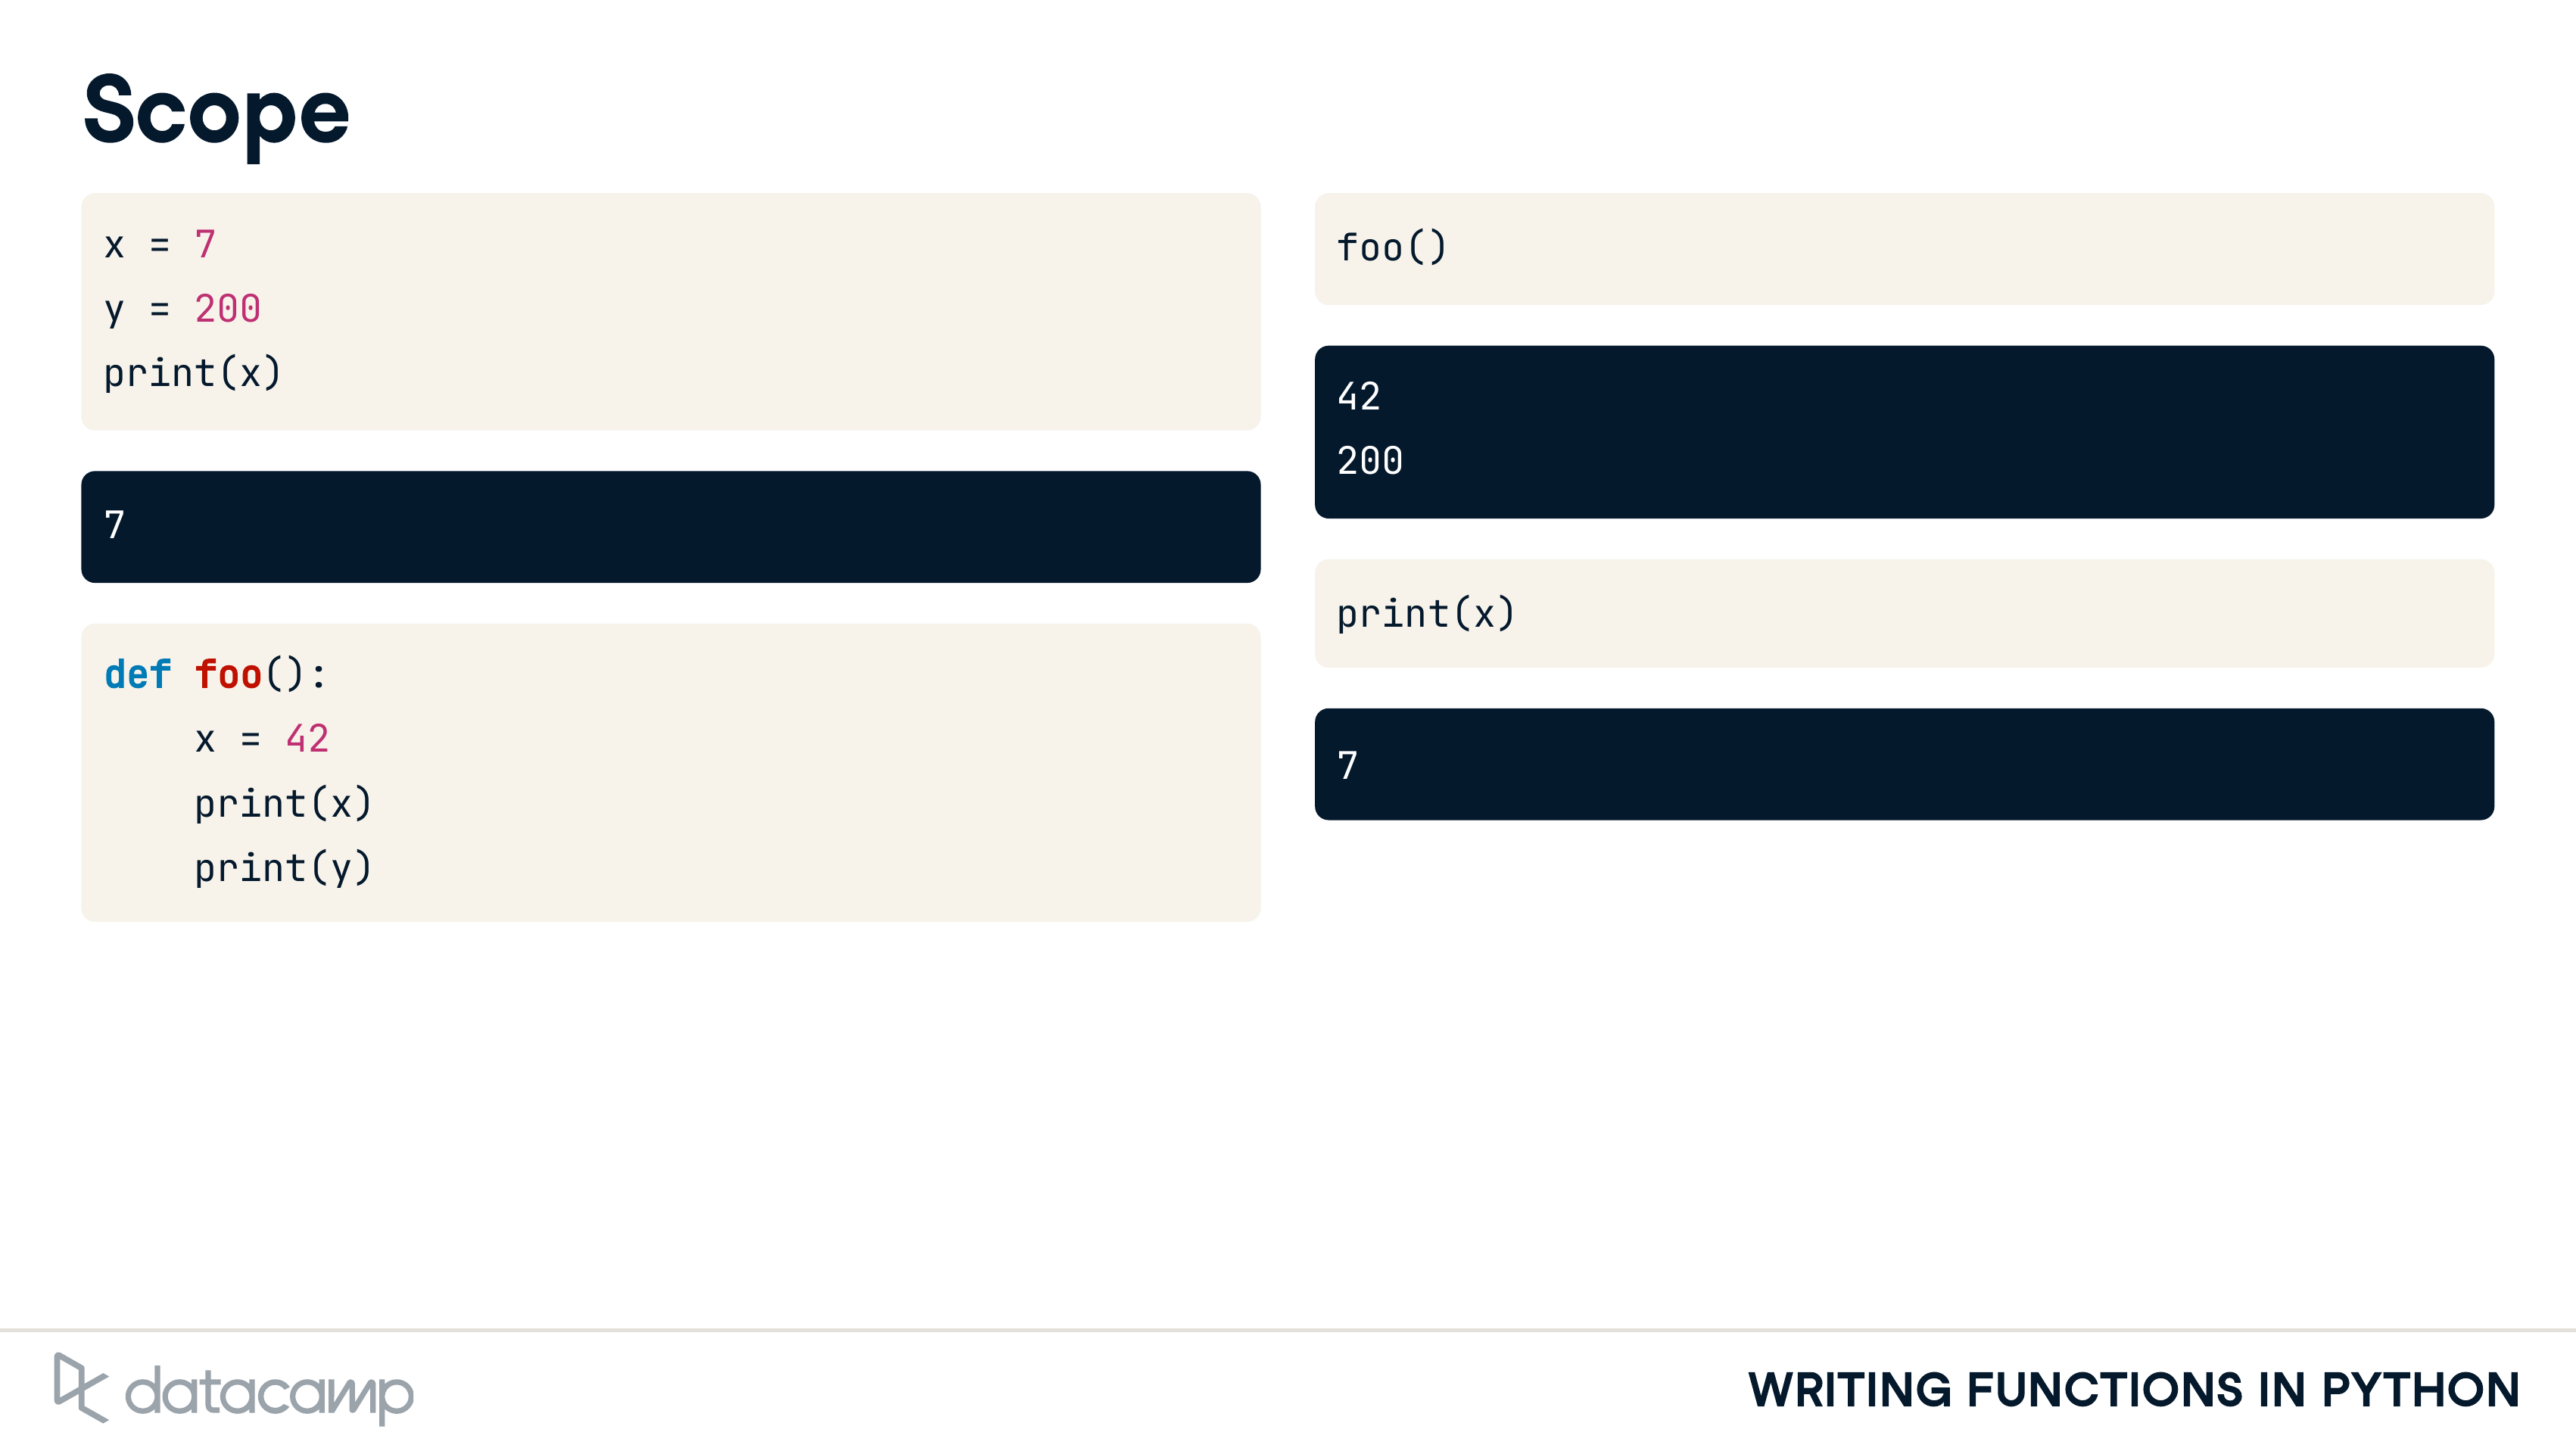 Scope
x = 7
y = 200
print(x)
7
def foo():
    x = 42
    print(x)
    print(y)
foo()
42
200
print(x)
7
datacamp
WRITING FUNCTIONS IN PYTHON